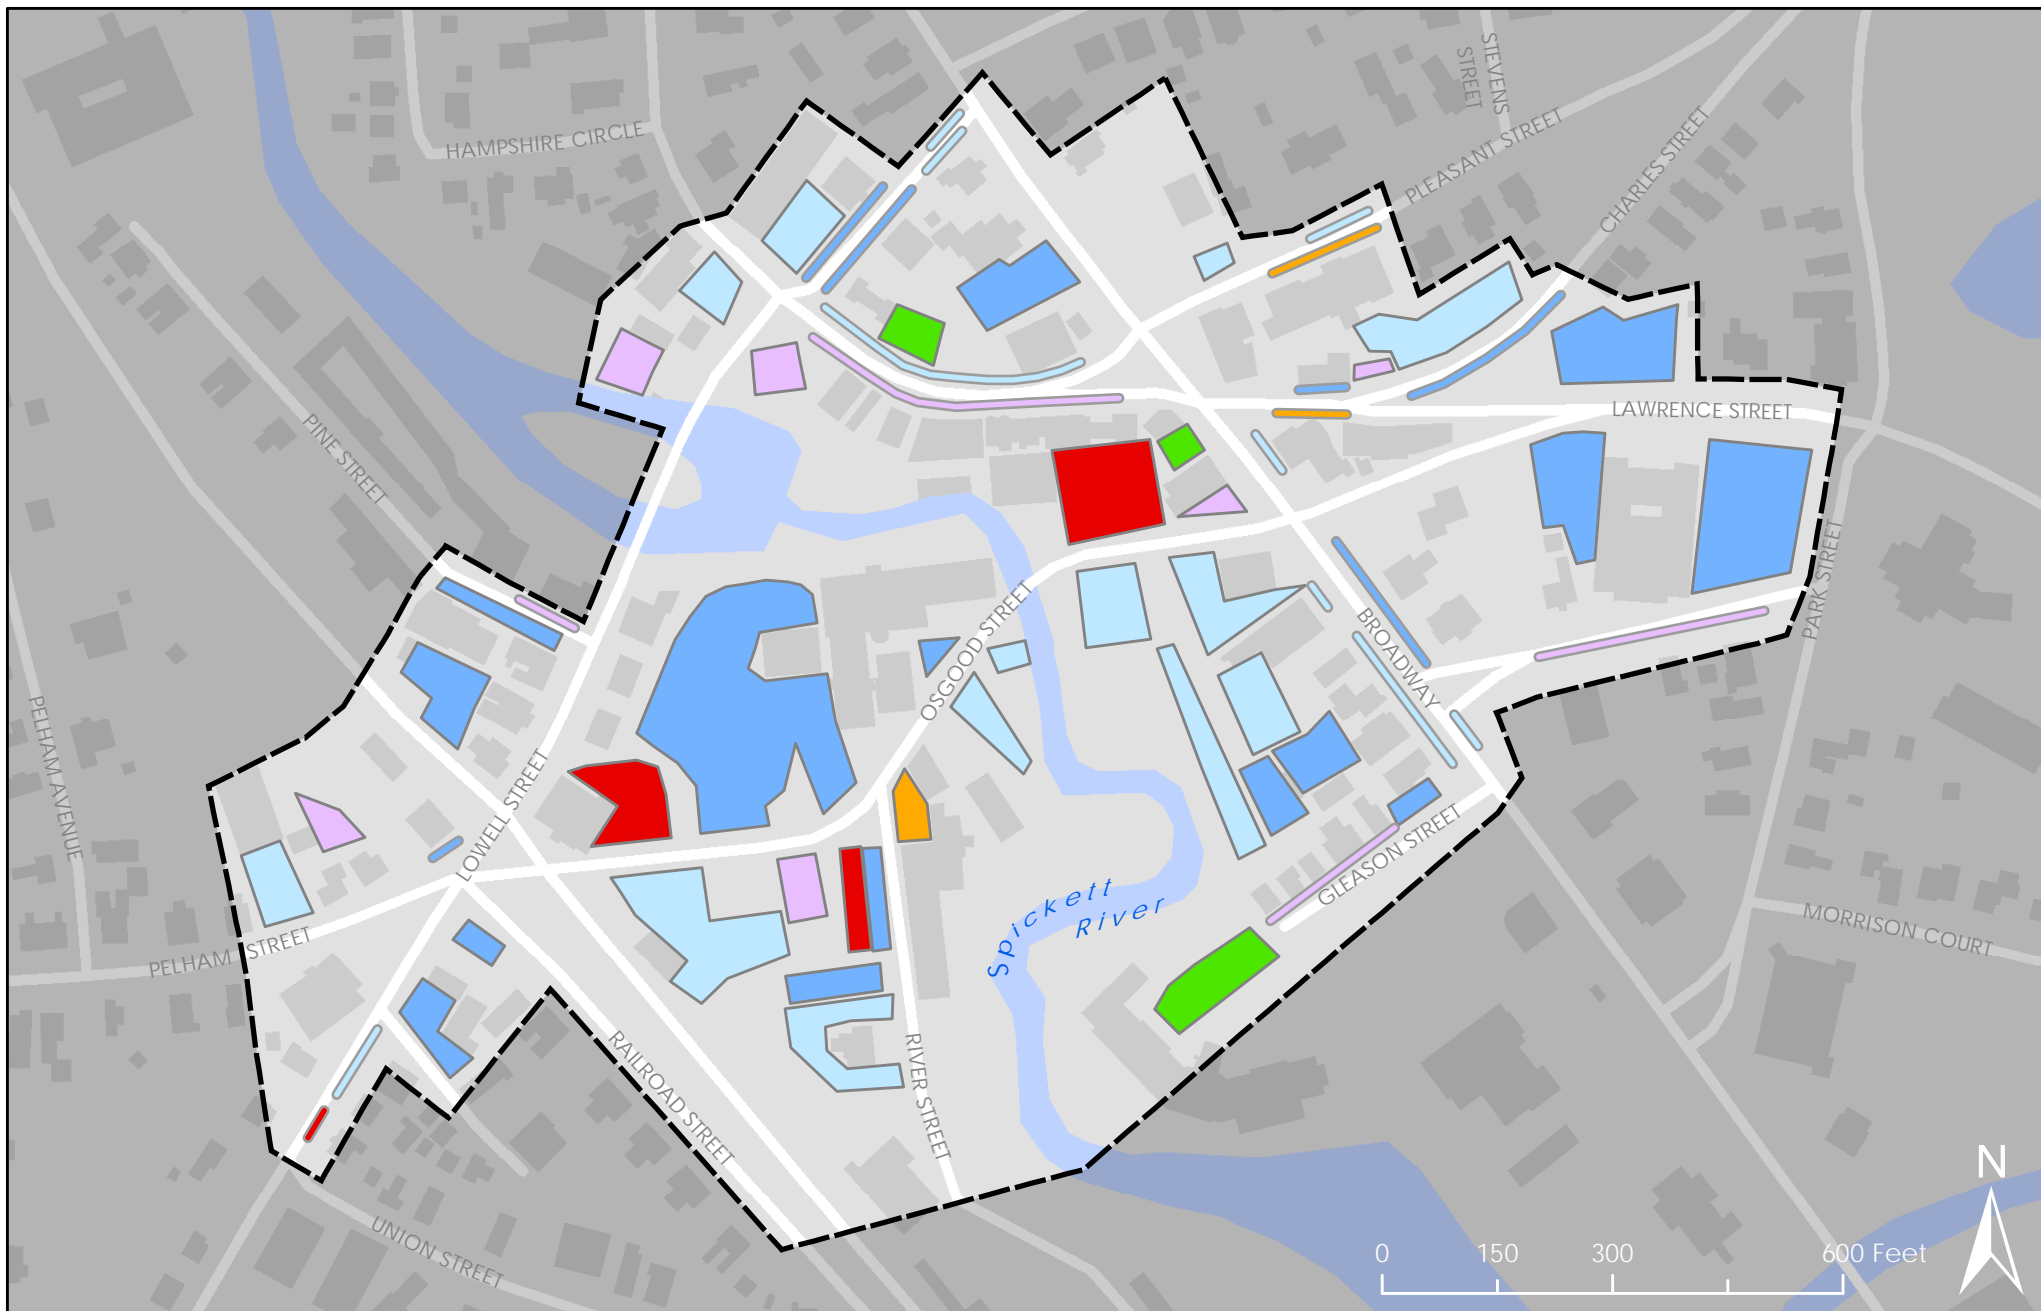 STEVENS
STREET
PLEASANT STREET
CHARLES STREET
HAMPSHIRE CIRCLE
LAWRENCE STREET
PINE STREET
PARK STREET
OSGOOD STREET
BROADWAY
PELHAM AVENUE
LOWELL STREET
GLEASON STREET
Spickett
River
PELHAM STREET
MORRISON COURT
RAILROAD STREET
RIVER STREET
UNION STREET
N
0 150 300 600 Feet